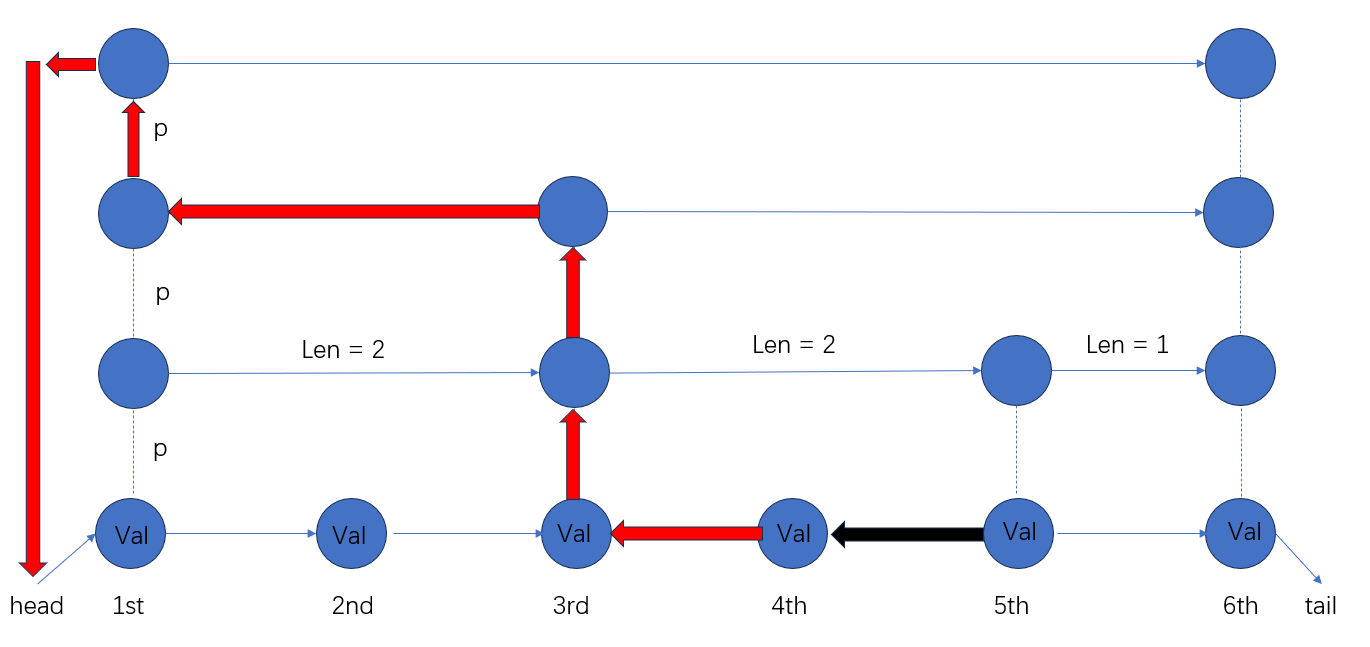 p
p
Len = 2
Len = 2
Len = 1
p
Val
Val
Val
Val
Val
Val
head
1st
2nd
3rd
4th
5th
6th
tail